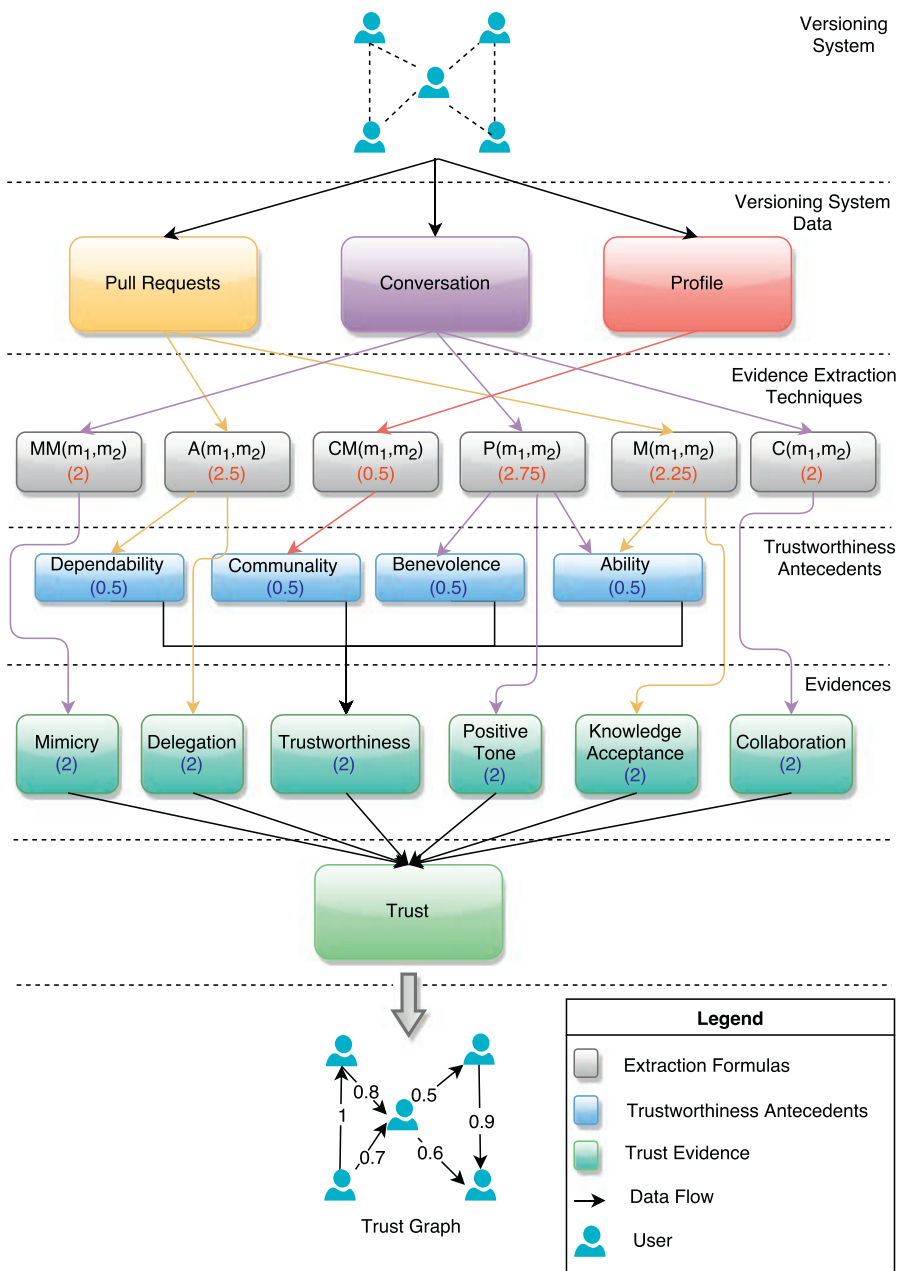 Versioning
System
Versioning System
Data
Pull Requests
Conversation
Profile
Evidence Extraction
Techniques
MM(m₁,m₂)
(2)
A(m₁,m₂)
(2.5)
CM(m₁,m₂)
(0.5)
P(m₁,m₂)
(2.75)
M(m₁,m₂)
(2.25)
C(m₁,m₂)
(2)
Trustworthiness
Antecedents
Dependability
(0.5)
Communality
(0.5)
Benevolence
(0.5)
Ability
(0.5)
Evidences
Mimicry
(2)
Delegation
(2)
Trustworthiness
(2)
Positive
Tone
(2)
Knowledge
Acceptance
(2)
Collaboration
(2)
Trust
0.8
0.5
1
0.9
0.7
0.6
Trust Graph
Legend
Extraction Formulas
Trustworthiness Antecedents
Trust Evidence
Data Flow
User